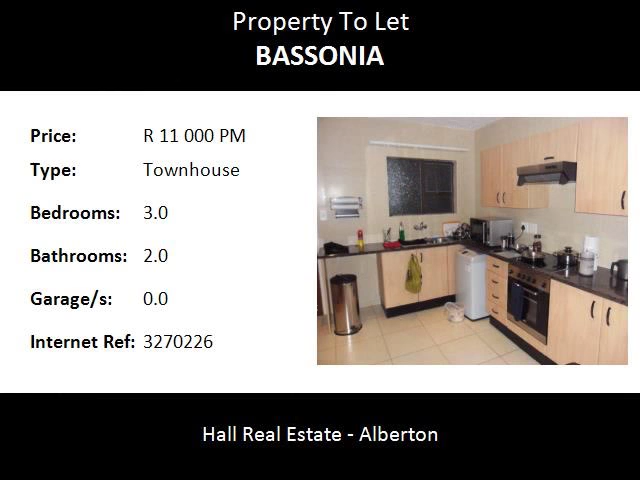 Property To Let
BASSONIA
Price: R 11 000 PM
Type: Townhouse
Bedrooms: 3.0
Bathrooms: 2.0
Garage/s: 0.0
Internet Ref: 3270226
Hall Real Estate - Alberton